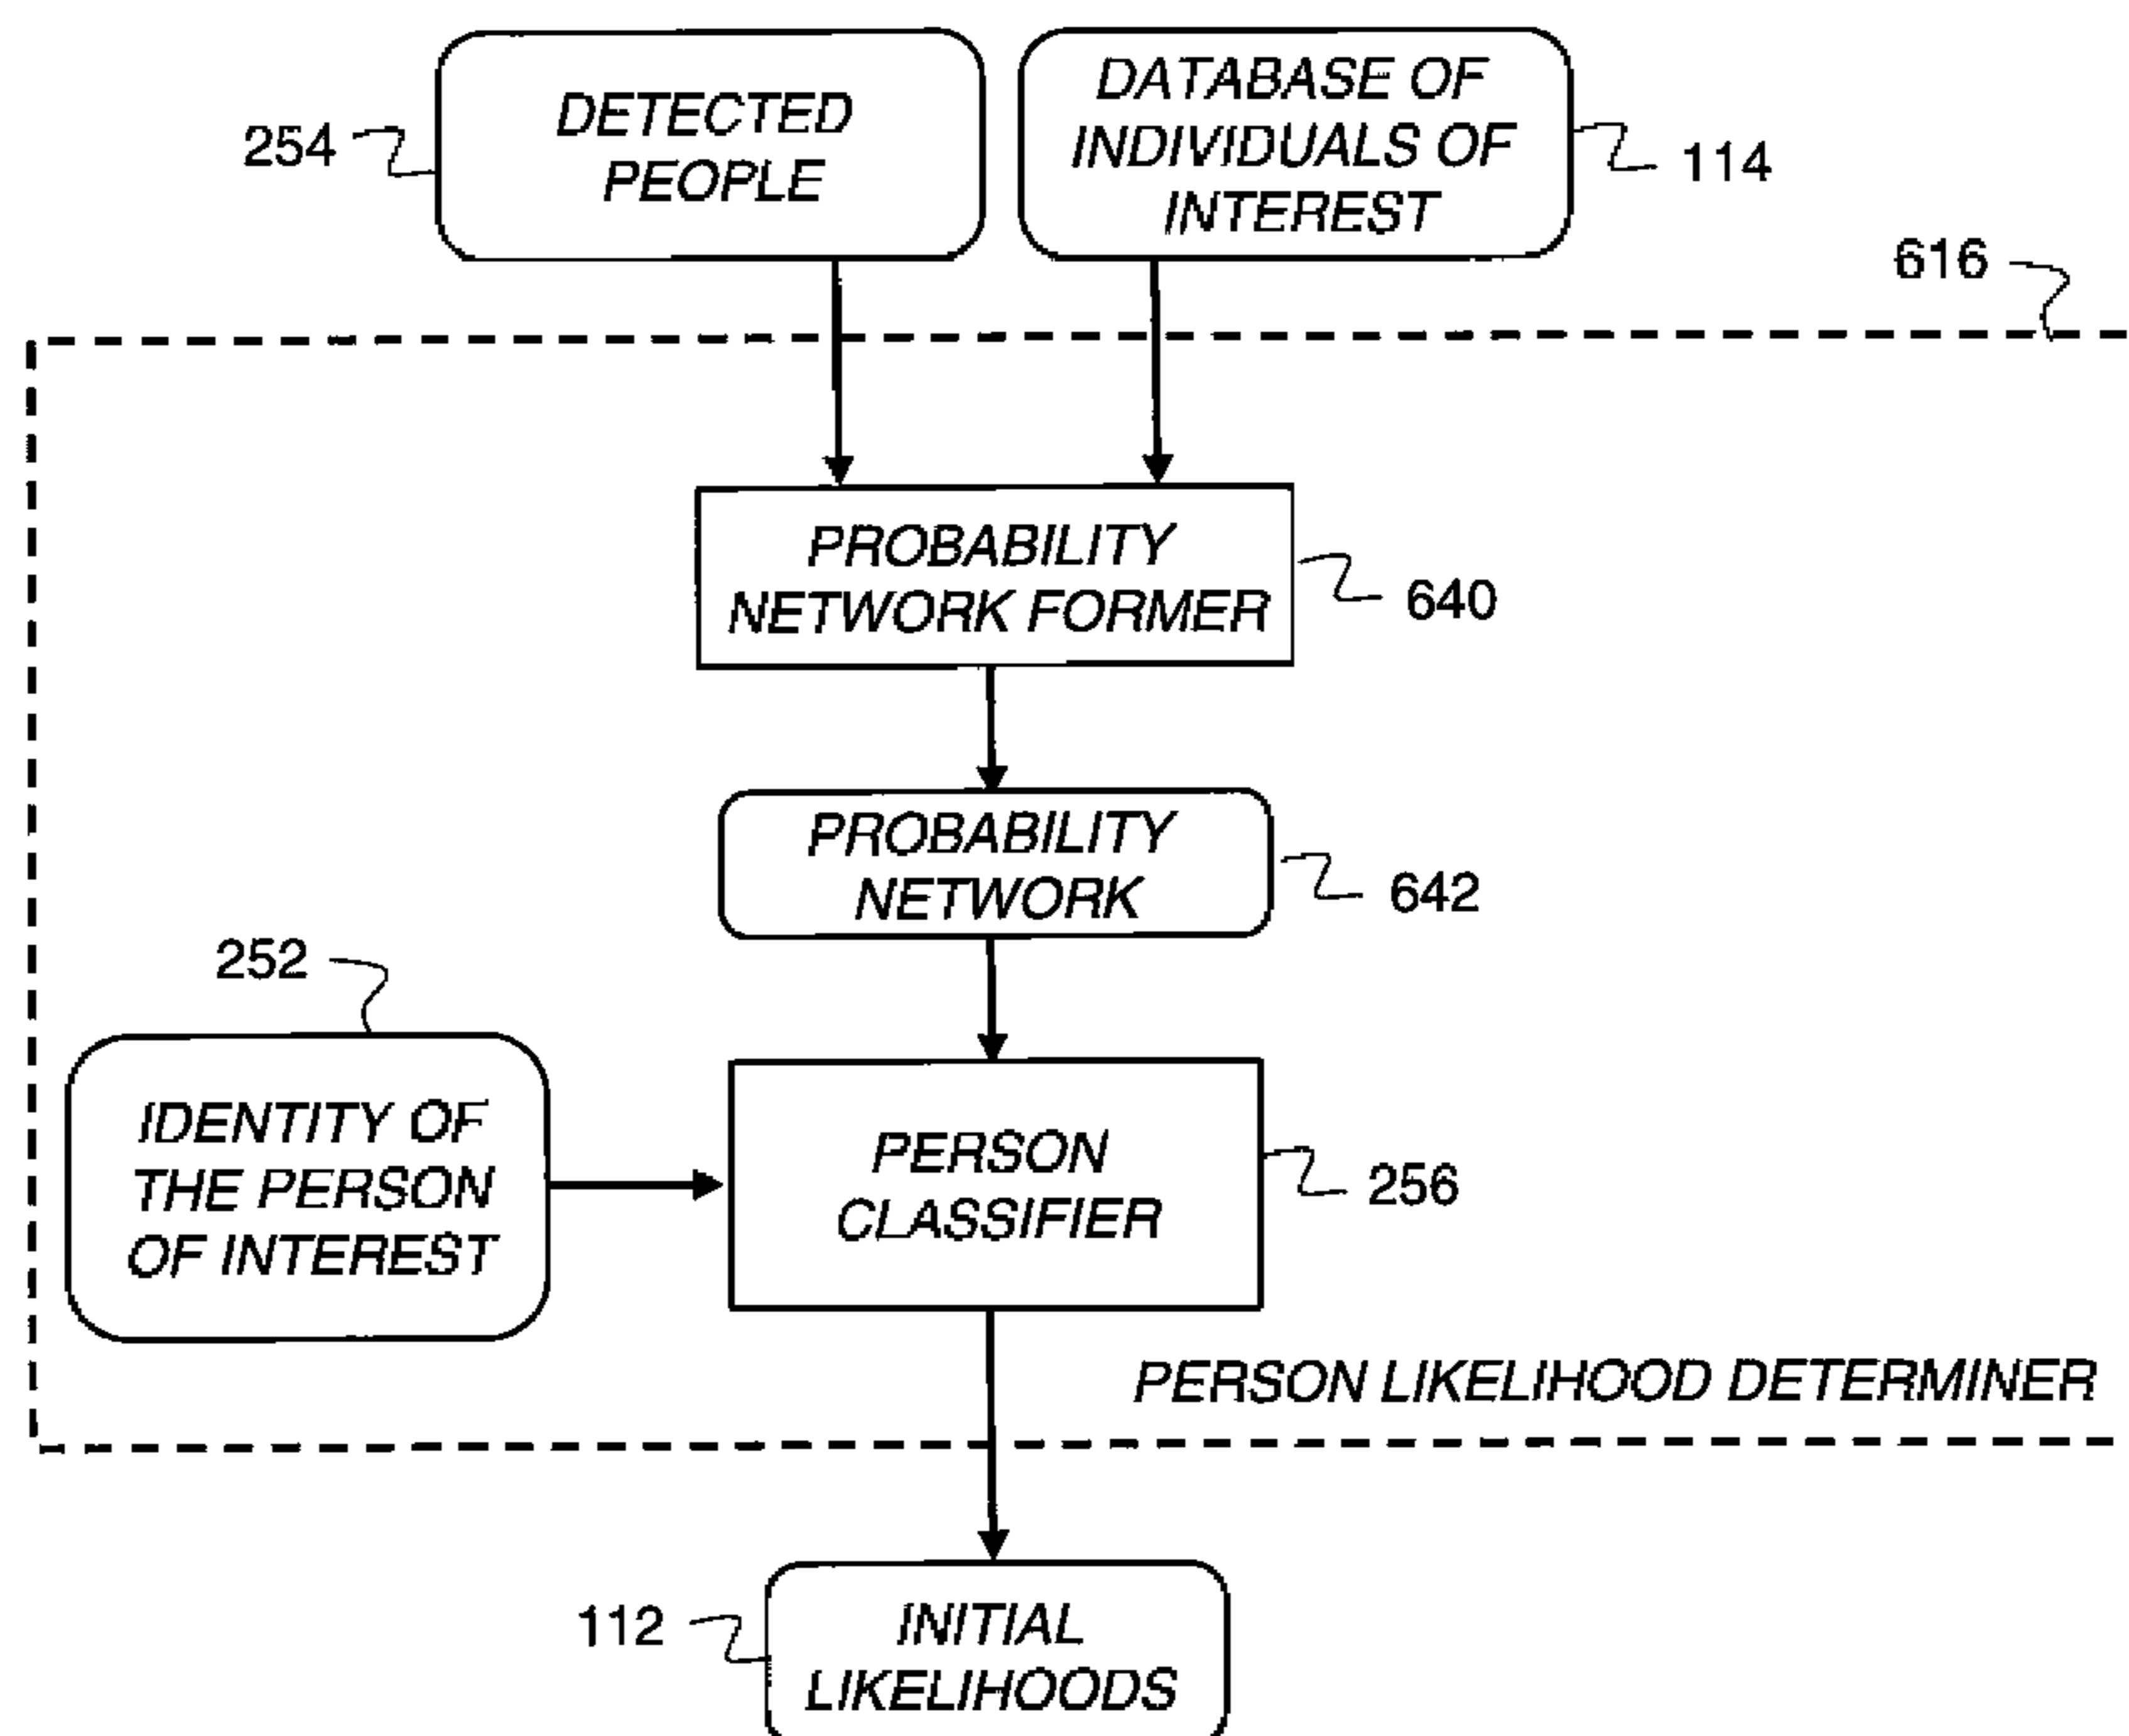 DETECTED
PEOPLE
254
DATABASE OF
INDIVIDUALS OF
INTEREST
114
616
PROBABILITY
NETWORK FORMER
640
PROBABILITY
NETWORK
642
252
IDENTITY OF
THE PERSON
OF INTEREST
PERSON
CLASSIFIER
256
PERSON LIKELIHOOD DETERMINER
112
INITIAL
LIKELIHOODS